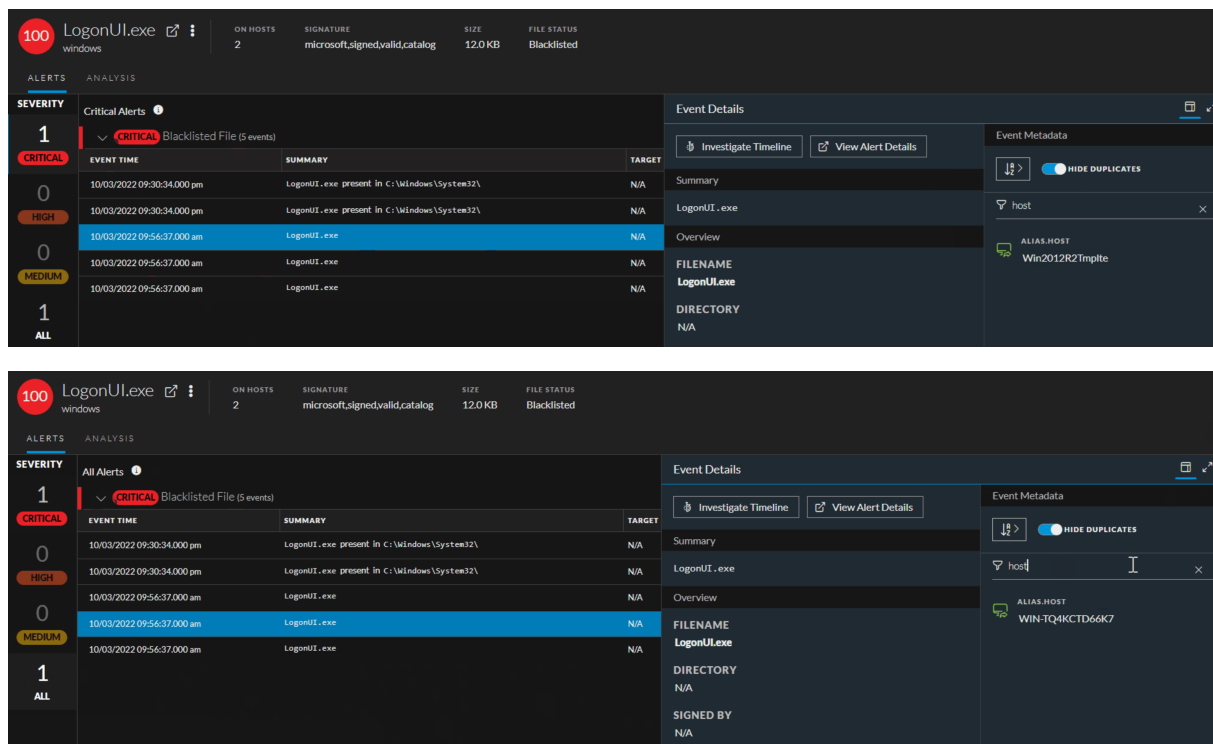 100 LogonUI.exe ON HOSTS SIGNATURE SIZE FILE STATUS
windows 2 microsoft,signed,valid,catalog 12.0 KB Blacklisted
ALERTS ANALYSIS
SEVERITY Critical Alerts Event Details
1 CRITICAL Blacklisted File (5 events) Investigate Timeline View Alert Details Event Metadata
CRITICAL EVENT TIME SUMMARY TARGET HIDE DUPLICATES
0 10/03/2022 09:30:34.000 pm LogonUI.exe present in C:\Windows\System32\ N/A Summary
HIGH 10/03/2022 09:30:34.000 pm LogonUI.exe present in C:\Windows\System32\ N/A LogonUI.exe host
10/03/2022 09:56:37.000 am LogonUI.exe N/A Overview ALIAS.HOST
0 10/03/2022 09:56:37.000 am LogonUI.exe N/A FILENAME Win2012R2Tmplte
MEDIUM 10/03/2022 09:56:37.000 am LogonUI.exe N/A LogonUI.exe
1 DIRECTORY
ALL N/A
100 LogonUI.exe ON HOSTS SIGNATURE SIZE FILE STATUS
windows 2 microsoft,signed,valid,catalog 12.0 KB Blacklisted
ALERTS ANALYSIS
SEVERITY All Alerts Event Details
1 CRITICAL Blacklisted File (5 events) Investigate Timeline View Alert Details Event Metadata
CRITICAL EVENT TIME SUMMARY TARGET HIDE DUPLICATES
0 10/03/2022 09:30:34.000 pm LogonUI.exe present in C:\Windows\System32\ N/A Summary
HIGH 10/03/2022 09:30:34.000 pm LogonUI.exe present in C:\Windows\System32\ N/A LogonUI.exe host
10/03/2022 09:56:37.000 am LogonUI.exe N/A Overview ALIAS.HOST
0 10/03/2022 09:56:37.000 am LogonUI.exe N/A FILENAME WIN-TQ4KCTD66K7
MEDIUM 10/03/2022 09:56:37.000 am LogonUI.exe N/A LogonUI.exe
1 DIRECTORY
ALL N/A
SIGNED BY
N/A